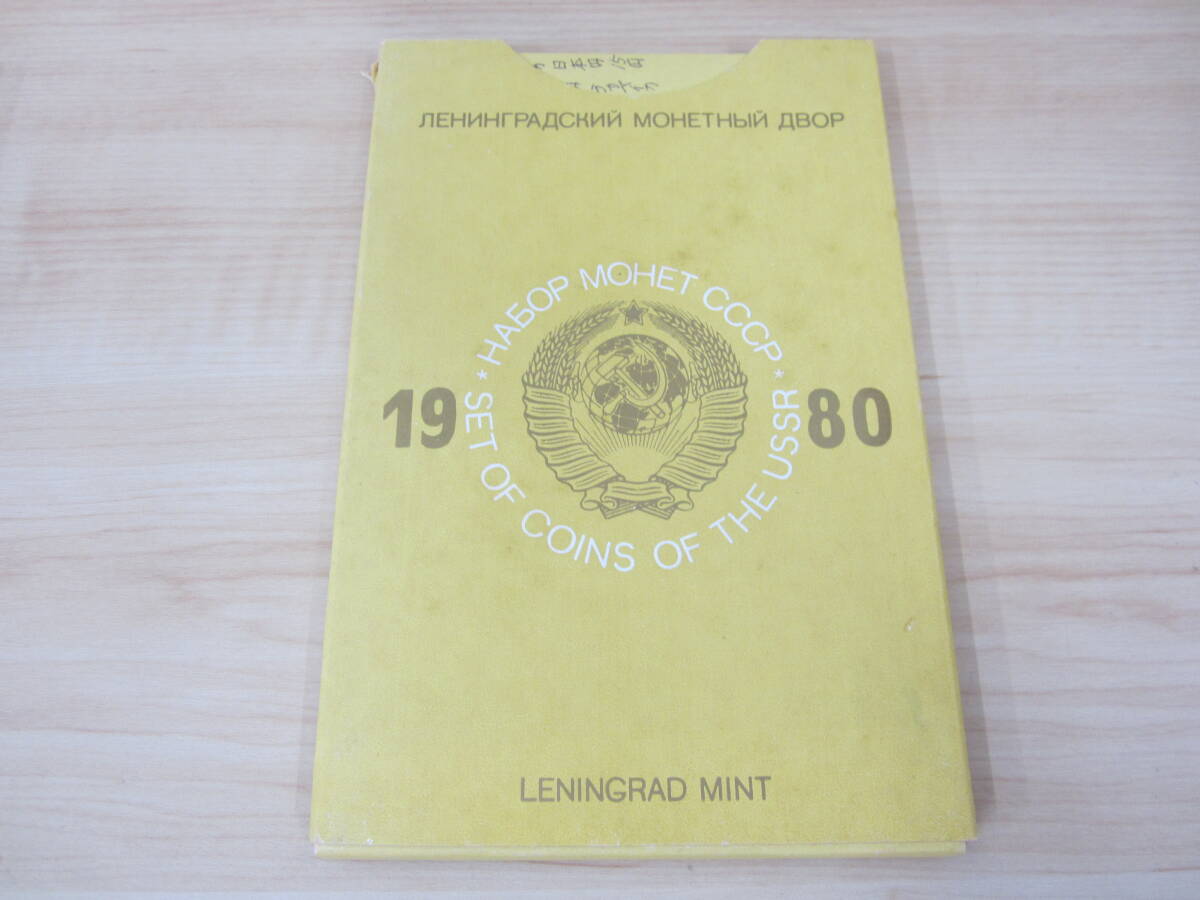 ЛЕНИНГРАДСКИЙ МОНЕТНЫЙ ДВОР
* НАБОР МОНЕТ СССР *
19 80
SET OF COINS OF THE USSR
LENINGRAD MINT